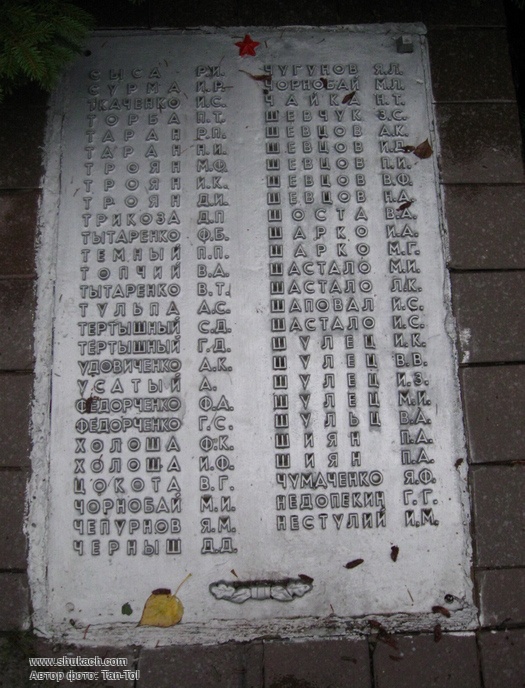 СЫСА Р.И.
СУРМА И.Р.
ТКАЧЕНКО И.С.
ТОРБА П.Т.
ТАРАН Р.П.
ТАРАН Н.И.
ТРОЯН М.Ф.
ТРОЯН И.К.
ТРОЯН Д.И.
ТРИКОЗА Д.П
ТЫТАРЕНКО Ф.Б.
ТЕМНЫЙ П.П.
ТОПЧИЙ В.А.
ТЫТАРЕНКО В.Т.
ТУЛЬПА А.С.
ТЕРТЫШНЫЙ С.Д.
ТЕРТЫШНЫЙ Г.Д.
УДОВИЧЕНКО А.К.
УСАТЫЙ А.
ФЕДОРЧЕНКО Ф.А.
ФЕДОРЧЕНКО Г.С.
ХОЛОША Ф.К.
ХОЛОША И.Ф.
ЦОКОТА В.Г.
ЧОРНОБАЙ М.И.
ЧЕПУРНОВ Я.М.
ЧЕРНЫШ Д.Д.
ЧУГУНОВ Я.Л.
ЧОРНОБАЙ М.Л.
ЧАЙКА Н.Т.
ШЕВЧУК З.С.
ШЕВЦОВ А.К.
ШЕВЦОВ И.Д.
ШЕВЦОВ П.И.
ШЕВЦОВ В.Ф.
ШЕВЦОВ Н.А.
ШОСТА В.А.
ШАРКО И.А.
ШАРКО М.Г.
ШАСТАЛО М.И.
ШАСТАЛО Л.К.
ШАПОВАЛ И.С.
ШАСТАЛО И.С.
ШУЛЕЦ И.К.
ШУЛЕЦ В.В.
ШУЛЕЦ И.З.
ШУЛЕЦ М.И.
ШУЛЬЦ В.А.
ШИЯН П.А.
ШИЯН П.А.
ЧУМАЧЕНКО Я.Ф.
НЕДОПЕКИН Г.Г.
НЕСТУЛИЙ И.М.
www.shukach.com
Автор фото: Tan-Tol